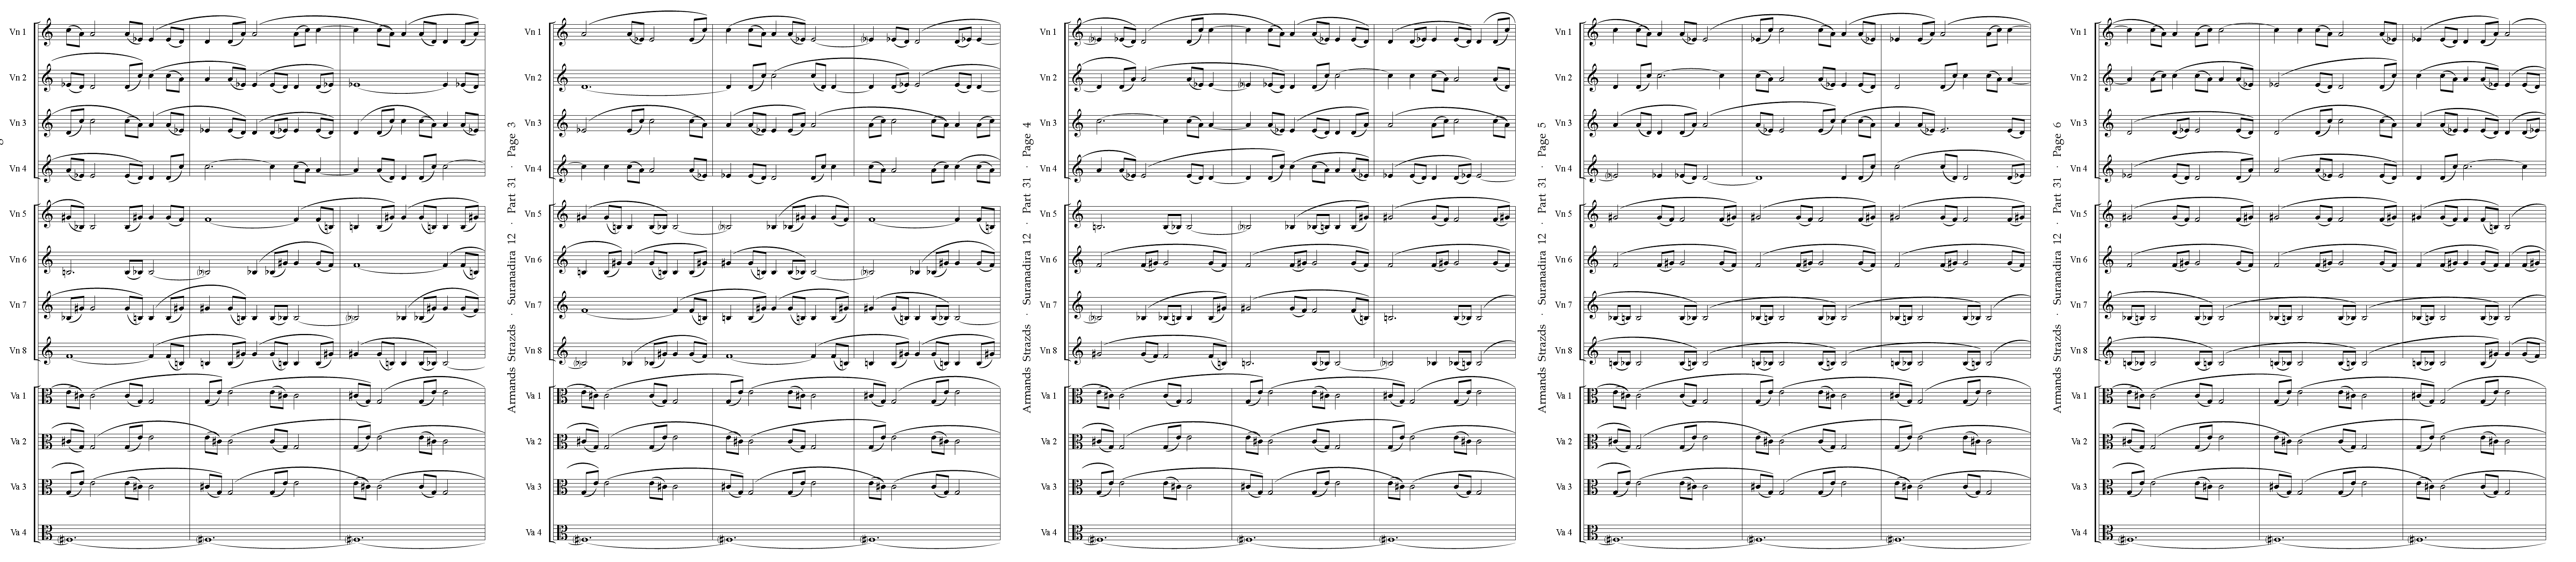 Vn 1
Vn 2
Vn 3
Vn 4
Vn 5
Vn 6
Vn 7
Vn 8
Va 1
Va 2
Va 3
Va 4
Armands Strazds · Suranadira 12 · Part 31 · Page 3
Vn 1
Vn 2
Vn 3
Vn 4
Vn 5
Vn 6
Vn 7
Vn 8
Va 1
Va 2
Va 3
Va 4
Armands Strazds · Suranadira 12 · Part 31 · Page 4
Vn 1
Vn 2
Vn 3
Vn 4
Vn 5
Vn 6
Vn 7
Vn 8
Va 1
Va 2
Va 3
Va 4
Armands Strazds · Suranadira 12 · Part 31 · Page 5
Vn 1
Vn 2
Vn 3
Vn 4
Vn 5
Vn 6
Vn 7
Vn 8
Va 1
Va 2
Va 3
Va 4
Armands Strazds · Suranadira 12 · Part 31 · Page 6
Vn 1
Vn 2
Vn 3
Vn 4
Vn 5
Vn 6
Vn 7
Vn 8
Va 1
Va 2
Va 3
Va 4